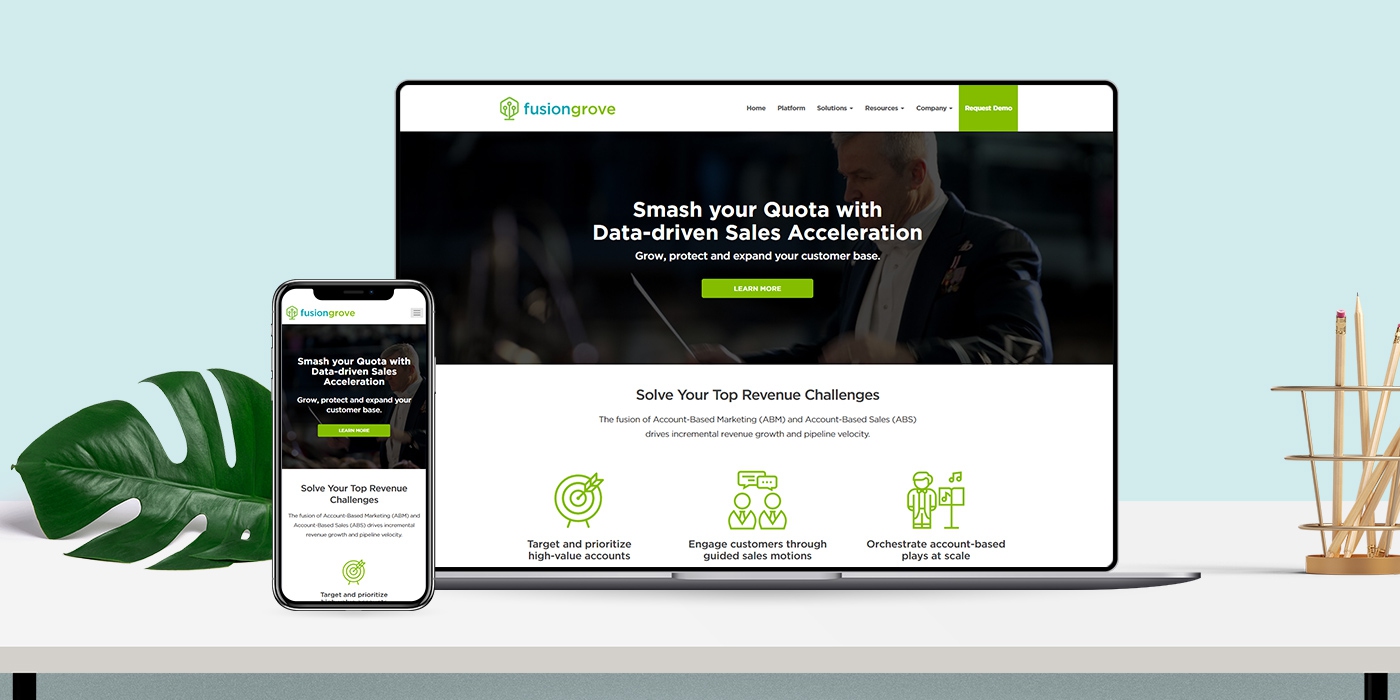 fusiongrove
Home Platform Solutions Resources Company Request Demo
Smash your Quota with
Data-driven Sales Acceleration
Grow, protect and expand your customer base.
LEARN MORE
Solve Your Top Revenue Challenges
The fusion of Account-Based Marketing (ABM) and Account-Based Sales (ABS)
drives incremental revenue growth and pipeline velocity.
Target and prioritize
high-value accounts
Engage customers through
guided sales motions
Orchestrate account-based
plays at scale
fusiongrove
Smash your Quota with
Data-driven Sales
Acceleration
Grow, protect and expand your
customer base.
LEARN MORE
Solve Your Top Revenue
Challenges
The fusion of Account-Based Marketing (ABM) and
Account-Based Sales (ABS) drives incremental
revenue growth and pipeline velocity.
Target and prioritize